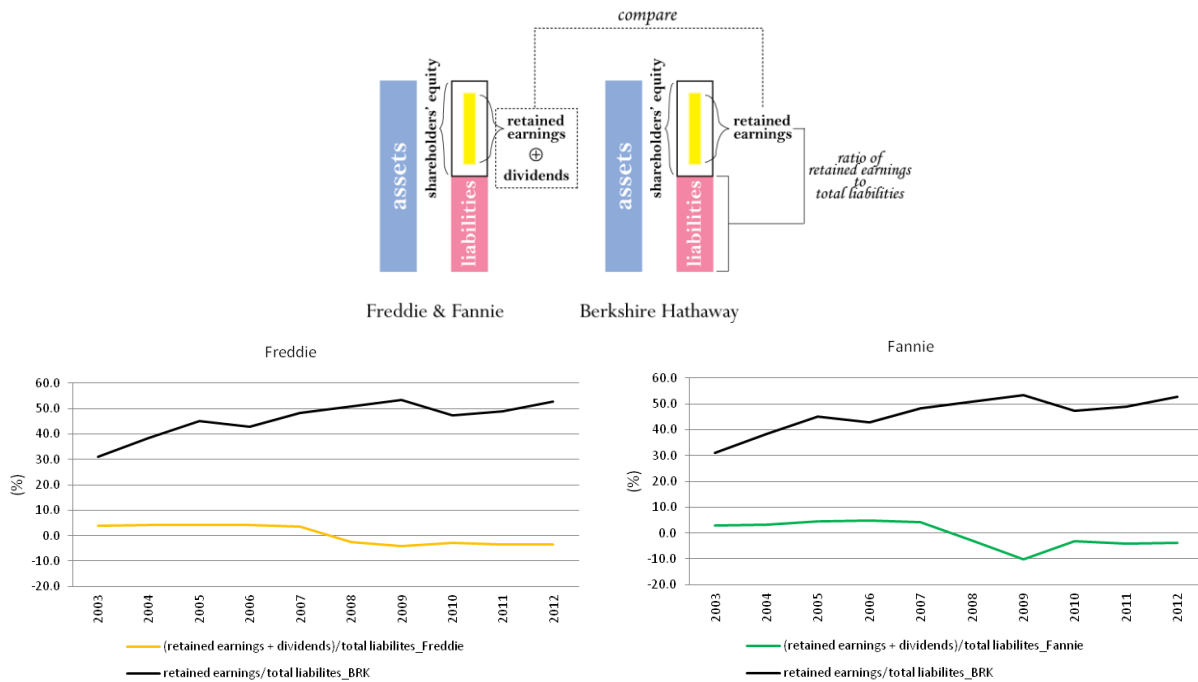 compare
assets
shareholders' equity
liabilities
retained
earnings
⊕
dividends
assets
shareholders' equity
liabilities
retained
earnings
ratio of
retained earnings
to
total liabilities
Freddie & Fannie
Berkshire Hathaway
Freddie
(%)
60.0
50.0
40.0
30.0
20.0
10.0
0.0
-10.0
-20.0
2003
2004
2005
2006
2007
2008
2009
2010
2011
2012
(retained earnings + dividends)/total liabilites_Freddie
retained earnings/total liabilites_BRK
Fannie
(%)
60.0
50.0
40.0
30.0
20.0
10.0
0.0
-10.0
-20.0
2003
2004
2005
2006
2007
2008
2009
2010
2011
2012
(retained earnings + dividends)/total liabilites_Fannie
retained earnings/total liabilites_BRK